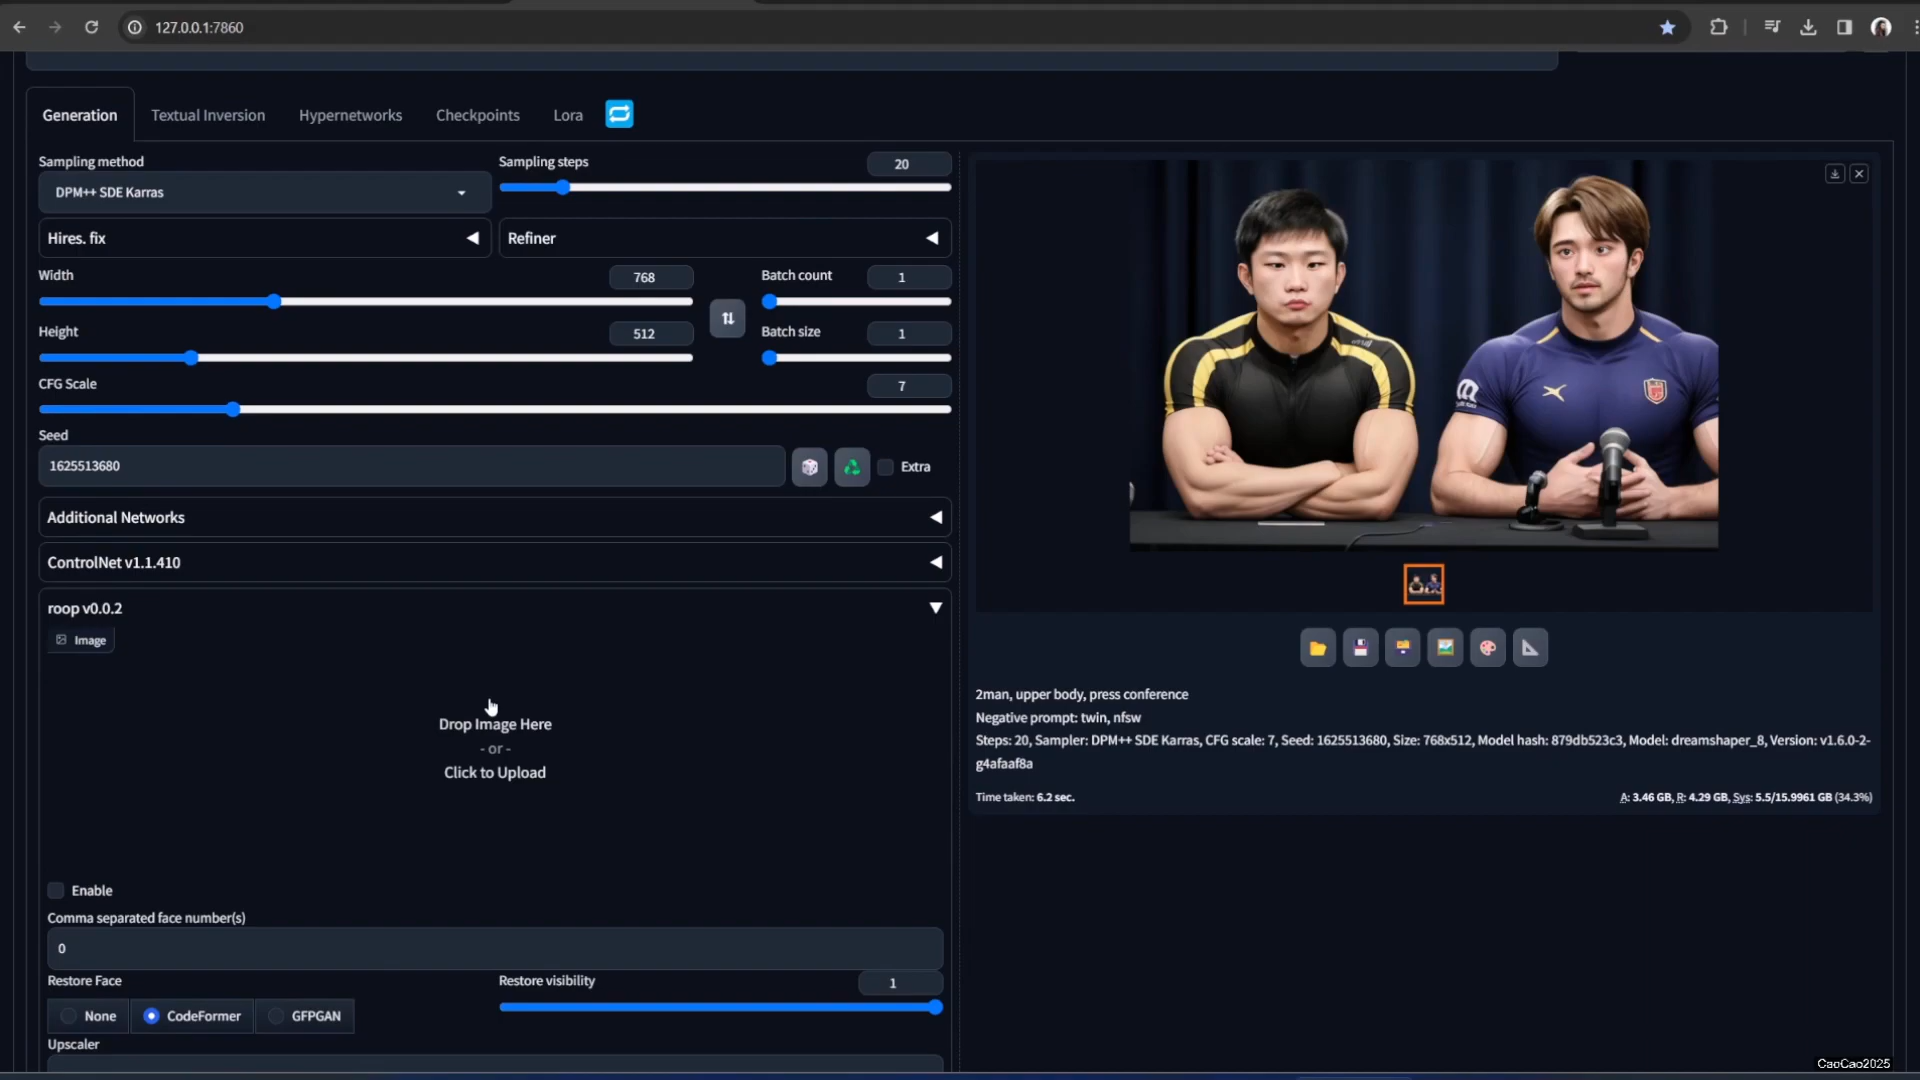 127.0.0.1:7860
Generation
Textual Inversion
Hypernetworks
Checkpoints
Lora
Sampling method
Sampling steps
20
DPM++ SDE Karras
Hires. fix
Refiner
Width
768
Batch count
1
Height
512
Batch size
1
CFG Scale
7
Seed
1625513680
Extra
Additional Networks
ControlNet v1.1.410
roop v0.0.2
Image
Drop Image Here
- or -
Click to Upload
Enable
Comma separated face number(s)
0
Restore Face
Restore visibility
1
None
CodeFormer
GFPGAN
Upscaler
2man, upper body, press conference
Negative prompt: twin, nfsw
Steps: 20, Sampler: DPM++ SDE Karras, CFG scale: 7, Seed: 1625513680, Size: 768x512, Model hash: 879db523c3, Model: dreamshaper_8, Version: v1.6.0-2-
g4afaaf8a
Time taken: 6.2 sec.
A: 3.46 GB, R: 4.29 GB, Sys: 5.5/15.9961 GB (34.3%)
CaoCao2025